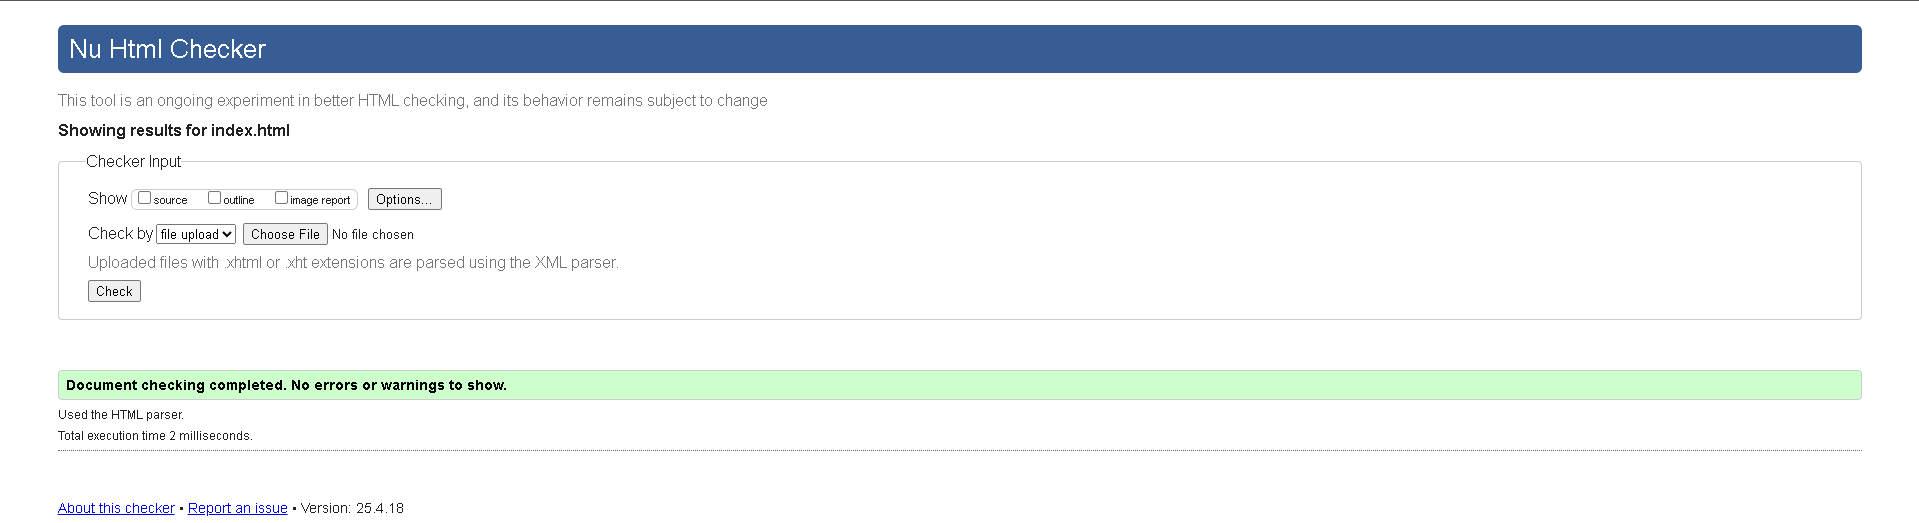 Nu Html Checker
This tool is an ongoing experiment in better HTML checking, and its behavior remains subject to change
Showing results for index.html
Checker Input
Show source outline image report Options...
Check by file upload Choose File No file chosen
Uploaded files with .xhtml or .xht extensions are parsed using the XML parser.
Check
Document checking completed. No errors or warnings to show.
Used the HTML parser.
Total execution time 2 milliseconds.
About this checker • Report an issue • Version: 25.4.18